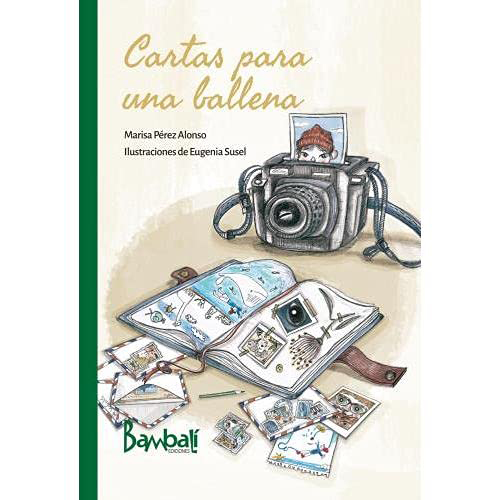 Cartas para
una ballena
Marisa Pérez Alonso
Ilustraciones de Eugenia Susel
Bambalí
EDICIONES